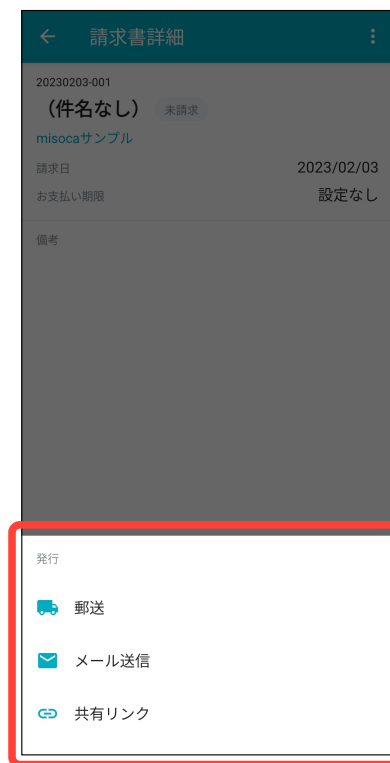 請求書詳細
20230203-001
（件名なし） 未請求
misocaサンプル
請求日 2023/02/03
お支払い期限 設定なし
備考
発行
郵送
メール送信
共有リンク